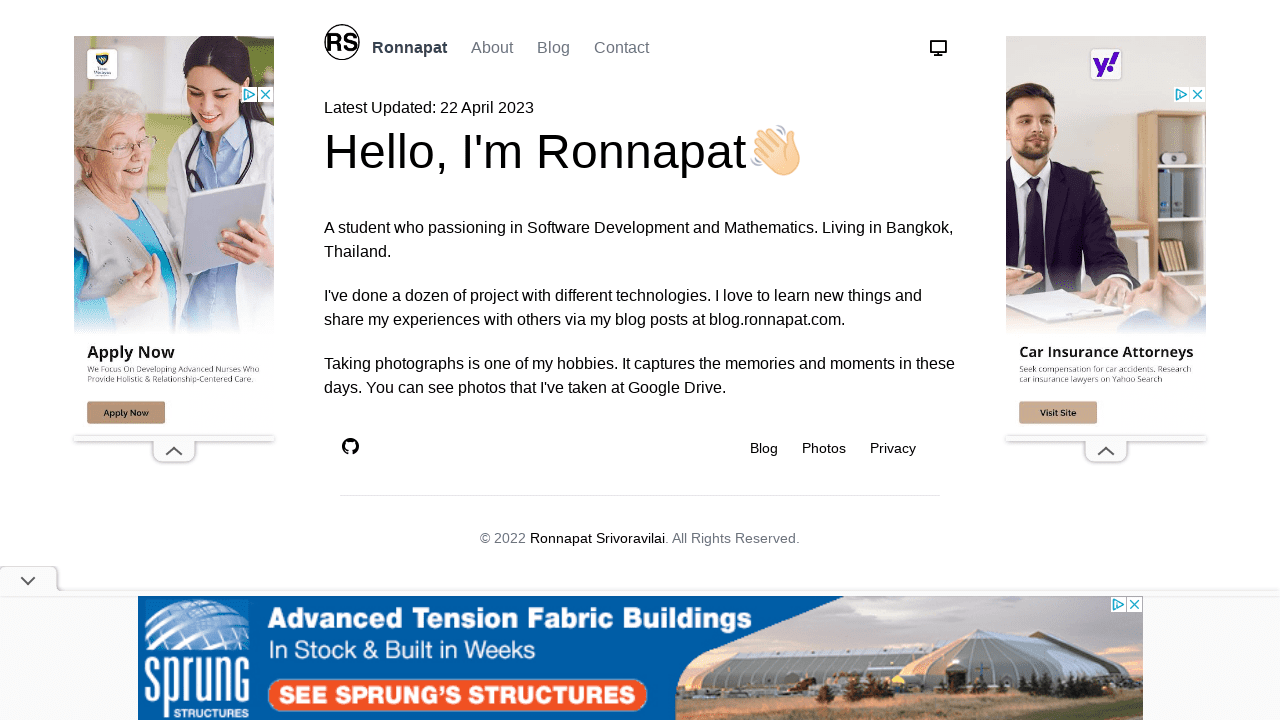 RS Ronnapat About Blog Contact
Latest Updated: 22 April 2023
Hello, I'm Ronnapat
A student who passioning in Software Development and Mathematics. Living in Bangkok,
Thailand.
I've done a dozen of project with different technologies. I love to learn new things and
share my experiences with others via my blog posts at blog.ronnapat.com.
Taking photographs is one of my hobbies. It captures the memories and moments in these
days. You can see photos that I've taken at Google Drive.
Blog Photos Privacy
© 2022 Ronnapat Srivoravilai. All Rights Reserved.
Apply Now
We Focus On Developing Advanced Nurses Who
Provide Holistic & Relationship-Centered Care.
Apply Now
y!
Car Insurance Attorneys
Seek compensation for car accidents, Research
car insurance lawyers on Yahoo Search
Visit Site
Advanced Tension Fabric Buildings
In Stock & Built in Weeks
SEE SPRUNG'S STRUCTURES
SPRUNG
STRUCTURES